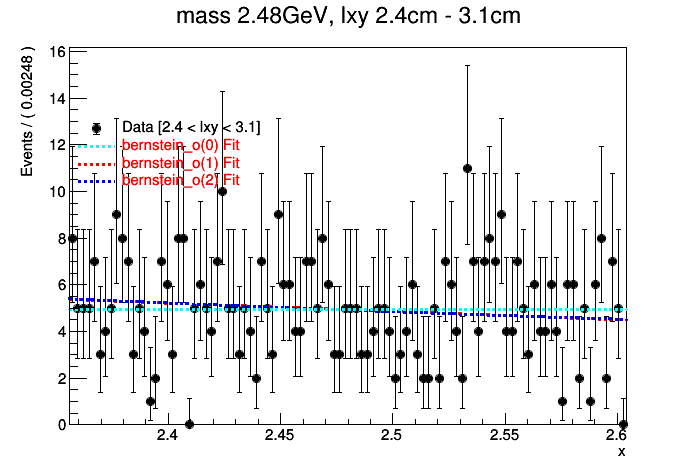 mass 2.48GeV, lxy 2.4cm - 3.1cm
Events / ( 0.00248 )
16
14
12
10
8
6
4
2
0
Data [2.4 < lxy < 3.1]
bernstein_o(0) Fit
bernstein_o(1) Fit
bernstein_o(2) Fit
2.4 2.45 2.5 2.55 2.6
x